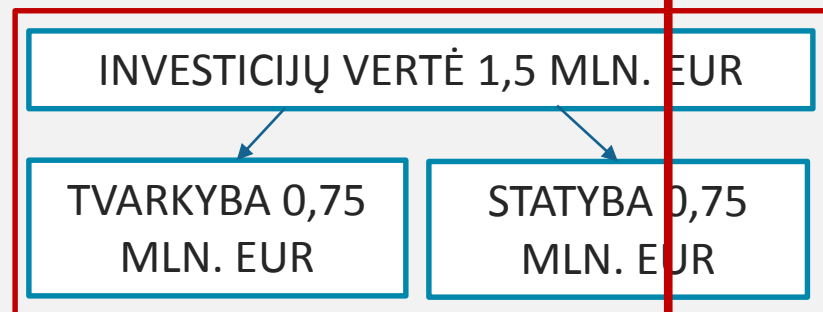 INVESTICIJŲ VERTĖ 1,5 MLN. EUR
TVARKYBA 0,75
MLN. EUR
STATYBA 0,75
MLN. EUR